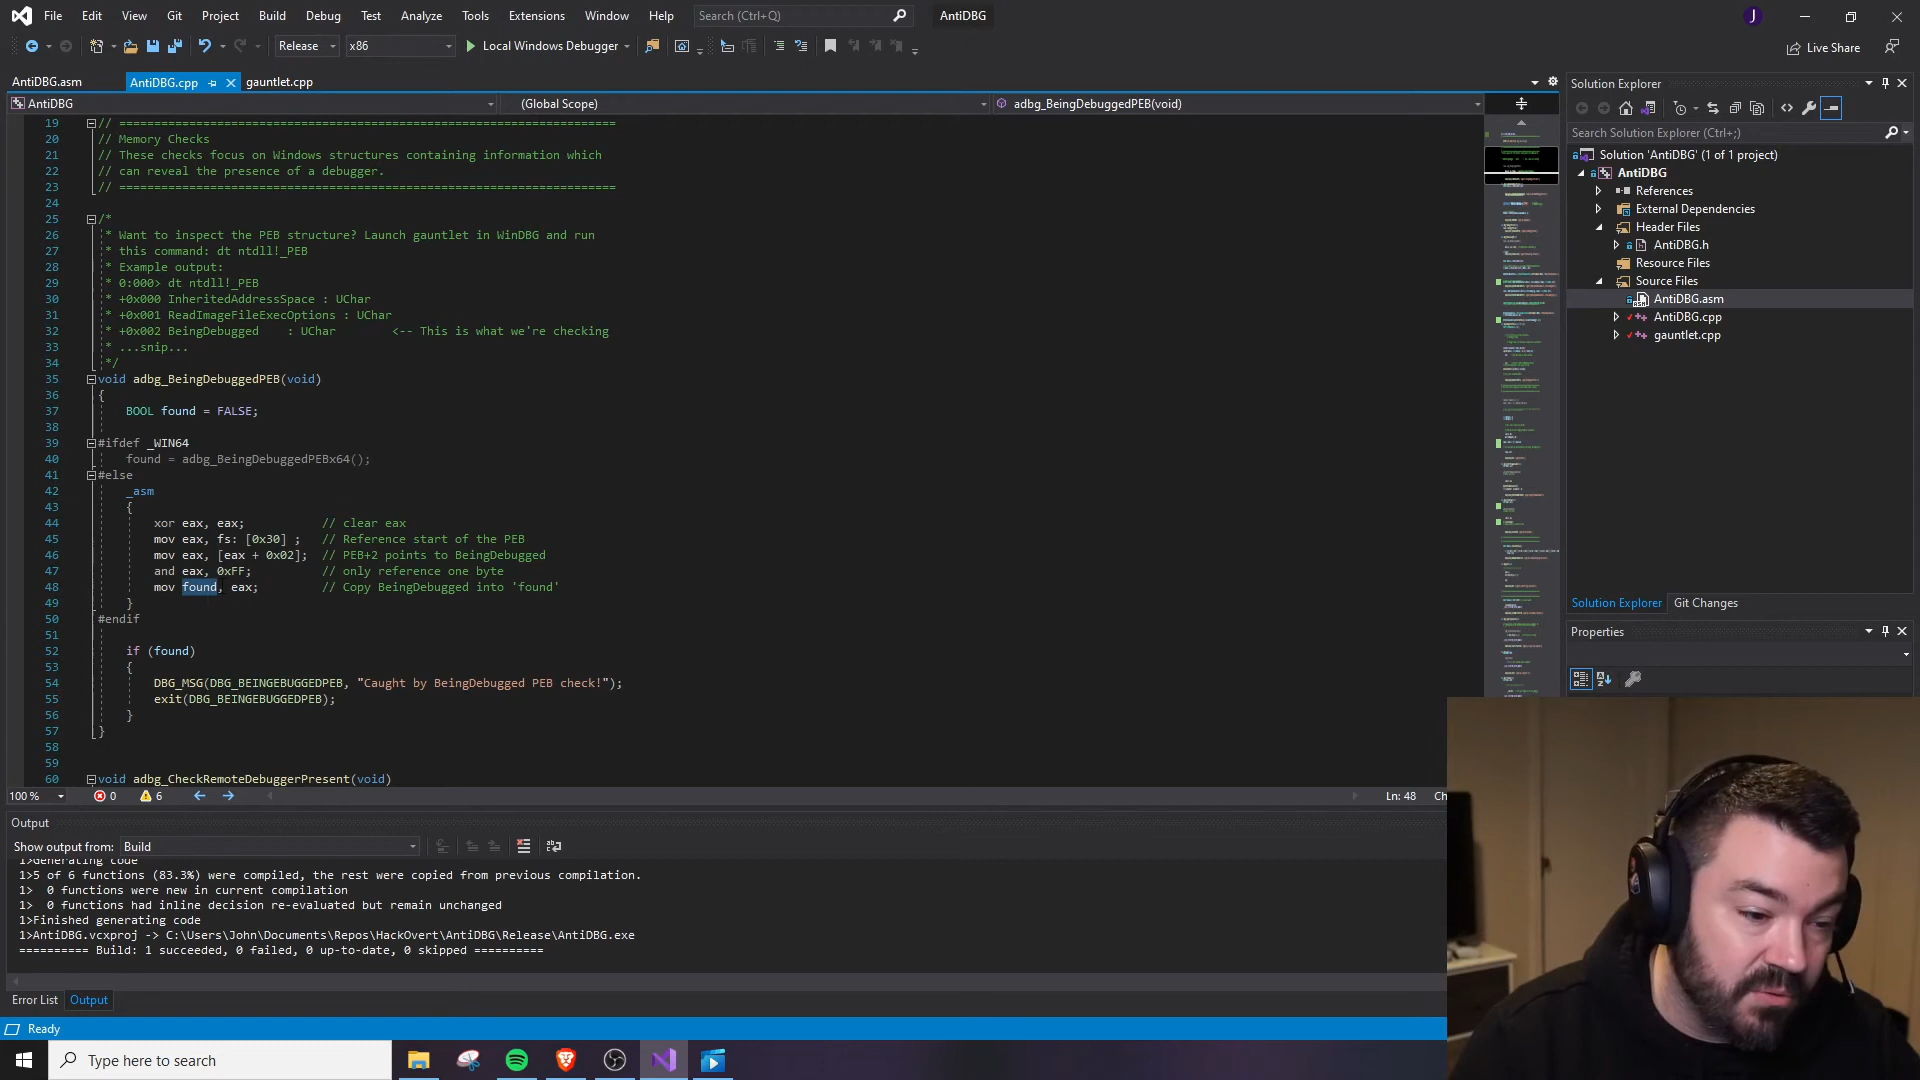 File Edit View Git Project Build Debug Test Analyze Tools Extensions Window Help Search (Ctrl+Q) AntiDBG J
Release x86 Local Windows Debugger Live Share
AntiDBG.asm AntiDBG.cpp gauntlet.cpp
AntiDBG (Global Scope) adbg_BeingDebuggedPEB(void)
19 // =======================================================================
20 // Memory Checks
21 // These checks focus on Windows structures containing information which
22 // can reveal the presence of a debugger.
23 // =======================================================================
24
25 /*
26 * Want to inspect the PEB structure? Launch gauntlet in WinDBG and run
27 * this command: dt ntdll!_PEB
28 * Example output:
29 * 0:000> dt ntdll!_PEB
30 * +0x000 InheritedAddressSpace : UChar
31 * +0x001 ReadImageFileExecOptions : UChar
32 * +0x002 BeingDebugged    : UChar        <-- This is what we're checking
33 * ...snip...
34 */
35 void adbg_BeingDebuggedPEB(void)
36 {
37 BOOL found = FALSE;
38
39 #ifdef _WIN64
40 found = adbg_BeingDebuggedPEBx64();
41 #else
42 _asm
43 {
44 xor eax, eax;           // clear eax
45 mov eax, fs: [0x30] ;   // Reference start of the PEB
46 mov eax, [eax + 0x02];  // PEB+2 points to BeingDebugged
47 and eax, 0xFF;          // only reference one byte
48 mov found, eax;         // Copy BeingDebugged into 'found'
49 }
50 #endif
51
52 if (found)
53 {
54 DBG_MSG(DBG_BEINGEBUGGEDPEB, "Caught by BeingDebugged PEB check!");
55 exit(DBG_BEINGEBUGGEDPEB);
56 }
57 }
58
59
60 void adbg_CheckRemoteDebuggerPresent(void)
100 % 0 6 Ln: 48 Ch
Output
Show output from: Build
1>Generating code
1>5 of 6 functions (83.3%) were compiled, the rest were copied from previous compilation.
1>  0 functions were new in current compilation
1>  0 functions had inline decision re-evaluated but remain unchanged
1>Finished generating code
1>AntiDBG.vcxproj -> C:\Users\John\Documents\Repos\HackOvert\AntiDBG\Release\AntiDBG.exe
========== Build: 1 succeeded, 0 failed, 0 up-to-date, 0 skipped ==========
Error List Output
Ready
Type here to search
Solution Explorer
Search Solution Explorer (Ctrl+;)
Solution 'AntiDBG' (1 of 1 project)
AntiDBG
References
External Dependencies
Header Files
AntiDBG.h
Resource Files
Source Files
AntiDBG.asm
AntiDBG.cpp
gauntlet.cpp
Solution Explorer Git Changes
Properties